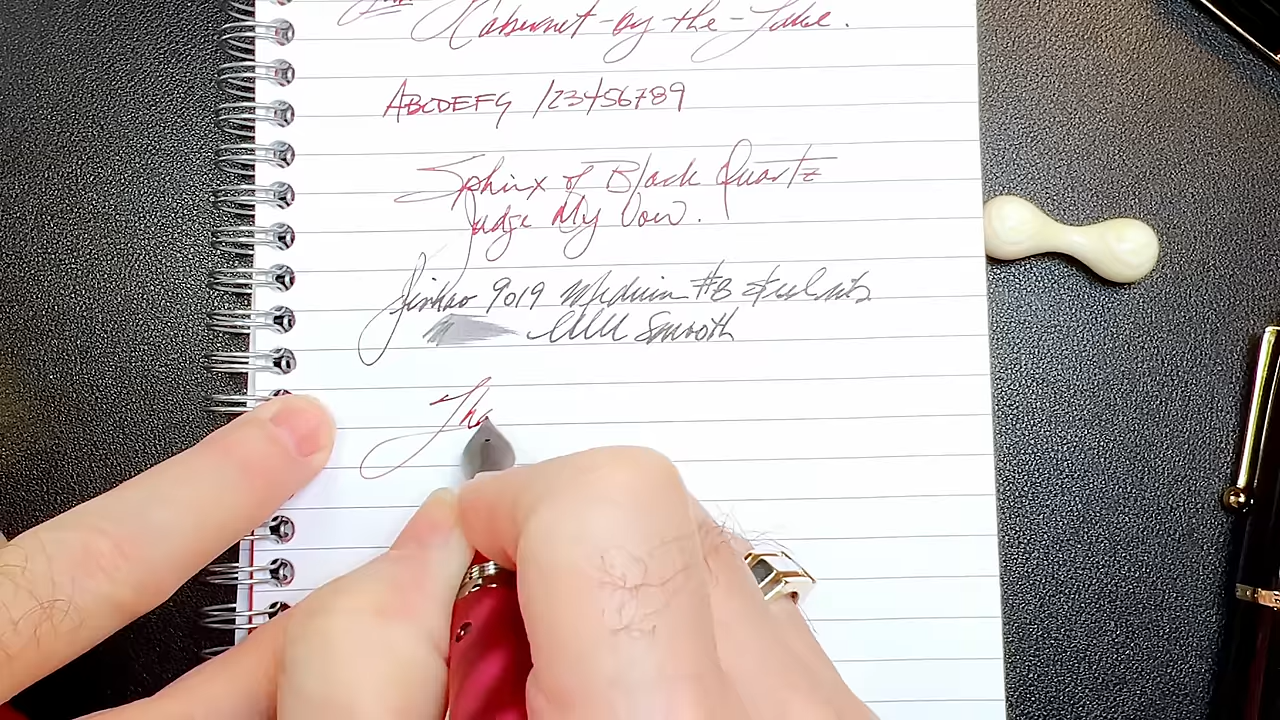 Cabernet-by-the-Lake.
ABCDEFG 123456789
Sphinx of Black Quartz
Judge My Vow.
Jinhao 9019 Medium #8 steel nib
Smooth
Tha